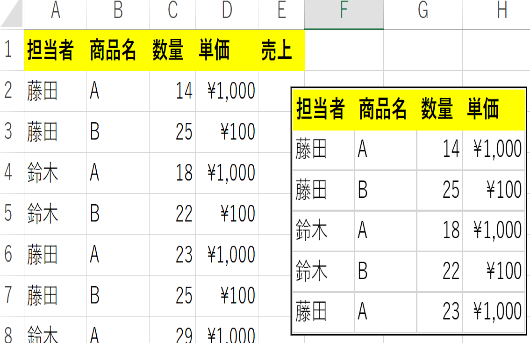 A B C D E F G H
1 担当者 商品名 数量 単価 売上
2 藤田 A 14 ¥1,000
3 藤田 B 25 ¥100
4 鈴木 A 18 ¥1,000
5 鈴木 B 22 ¥100
6 藤田 A 23 ¥1,000
7 藤田 B 25 ¥100
8 鈴木 A 29 ¥1,000
担当者 商品名 数量 単価
藤田 A 14 ¥1,000
藤田 B 25 ¥100
鈴木 A 18 ¥1,000
鈴木 B 22 ¥100
藤田 A 23 ¥1,000